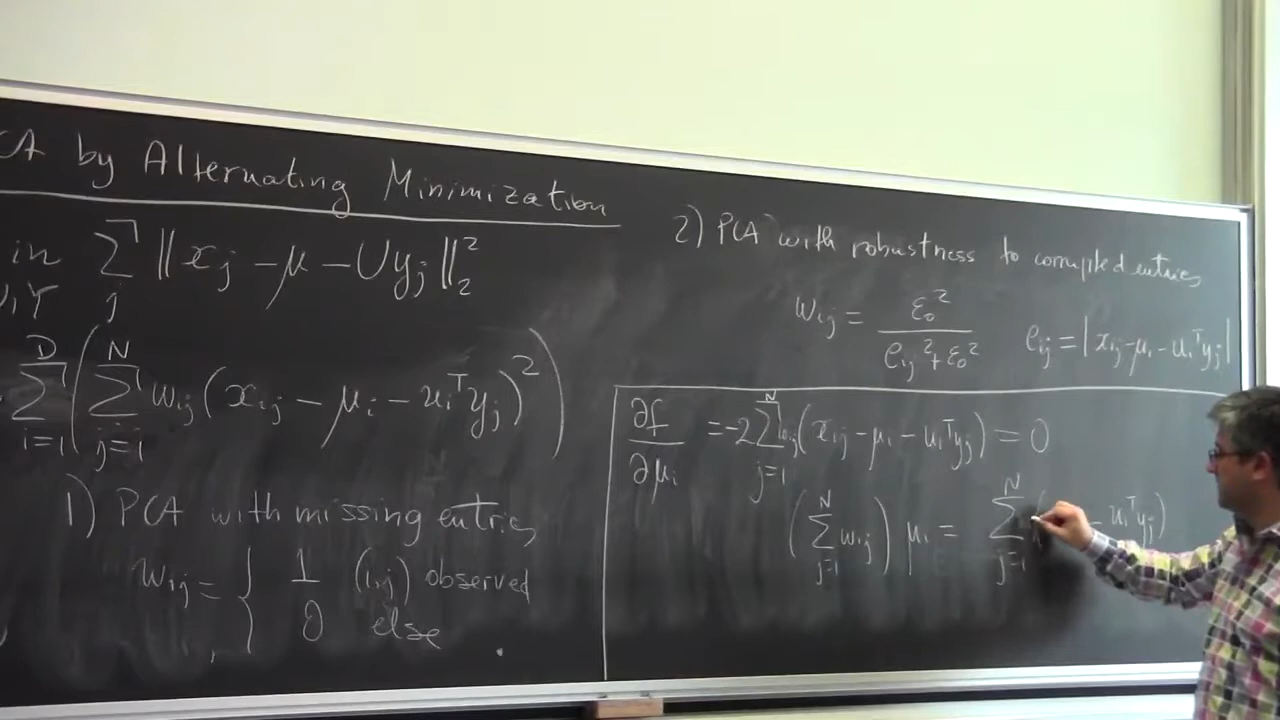 CA by Alternating Minimization
in Σ_j ‖x_j − μ − U y_j‖₂²
U, Y
Σ_{i=1}^{D} ( Σ_{j=1}^{N} w_ij (x_ij − μ_i − u_i^T y_j)² )
1) PCA with missing entries
w_ij = { 1 (i,j) observed
0 else
2) PCA with robustness to corrupted entries
w_ij = ε₀² / (e_ij² + ε₀²) e_ij = |x_ij − μ_i − u_i^T y_j|
∂f/∂μ_i = −2 Σ_{j=1}^{N} w_ij (x_ij − μ_i − u_i^T y_j) = 0
( Σ_{j=1}^{N} w_ij ) μ_i = Σ_{j=1}^{N} ( − u_i^T y_j)